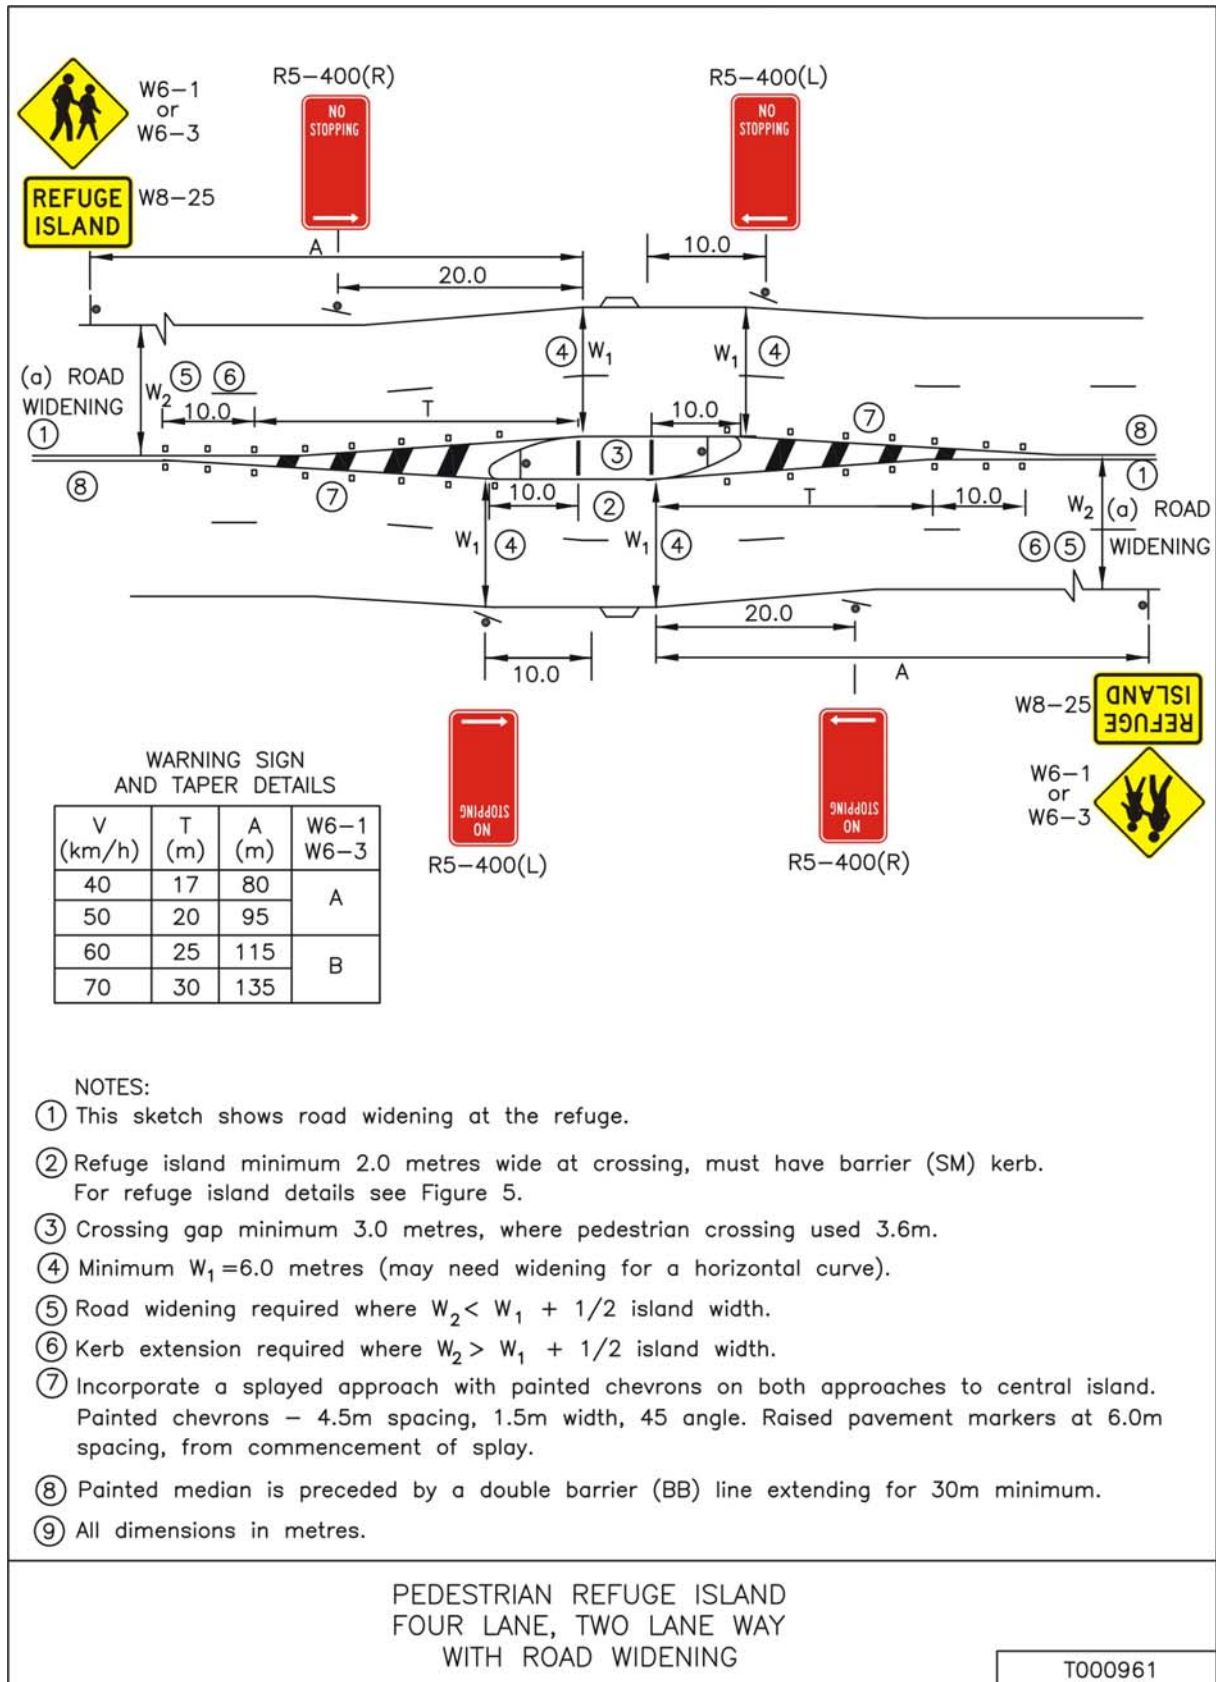 R5-400(R)
R5-400(L)
W6-1
or
W6-3
NO
STOPPING
NO
STOPPING
REFUGE
ISLAND
W8-25
A
10.0
20.0
(a) ROAD
WIDENING
1
W2
5 6
10.0
T
4 W1
W1 4
10.0
7
3
8
8
7
10.0
2
T
10.0
1
W2 (a) ROAD
WIDENING
6 5
W1 4
W1 4
20.0
10.0
A
W8-25
REFUGE
ISLAND
W6-1
or
W6-3
NO
STOPPING
NO
STOPPING
R5-400(L)
R5-400(R)
WARNING SIGN
AND TAPER DETAILS
V (km/h) T (m) A (m) W6-1 W6-3
40 17 80 A
50 20 95
60 25 115 B
70 30 135
NOTES:
1 This sketch shows road widening at the refuge.
2 Refuge island minimum 2.0 metres wide at crossing, must have barrier (SM) kerb.
For refuge island details see Figure 5.
3 Crossing gap minimum 3.0 metres, where pedestrian crossing used 3.6m.
4 Minimum W1 =6.0 metres (may need widening for a horizontal curve).
5 Road widening required where W2< W1 + 1/2 island width.
6 Kerb extension required where W2> W1 + 1/2 island width.
7 Incorporate a splayed approach with painted chevrons on both approaches to central island.
Painted chevrons – 4.5m spacing, 1.5m width, 45 angle. Raised pavement markers at 6.0m
spacing, from commencement of splay.
8 Painted median is preceded by a double barrier (BB) line extending for 30m minimum.
9 All dimensions in metres.
PEDESTRIAN REFUGE ISLAND
FOUR LANE, TWO LANE WAY
WITH ROAD WIDENING
T000961